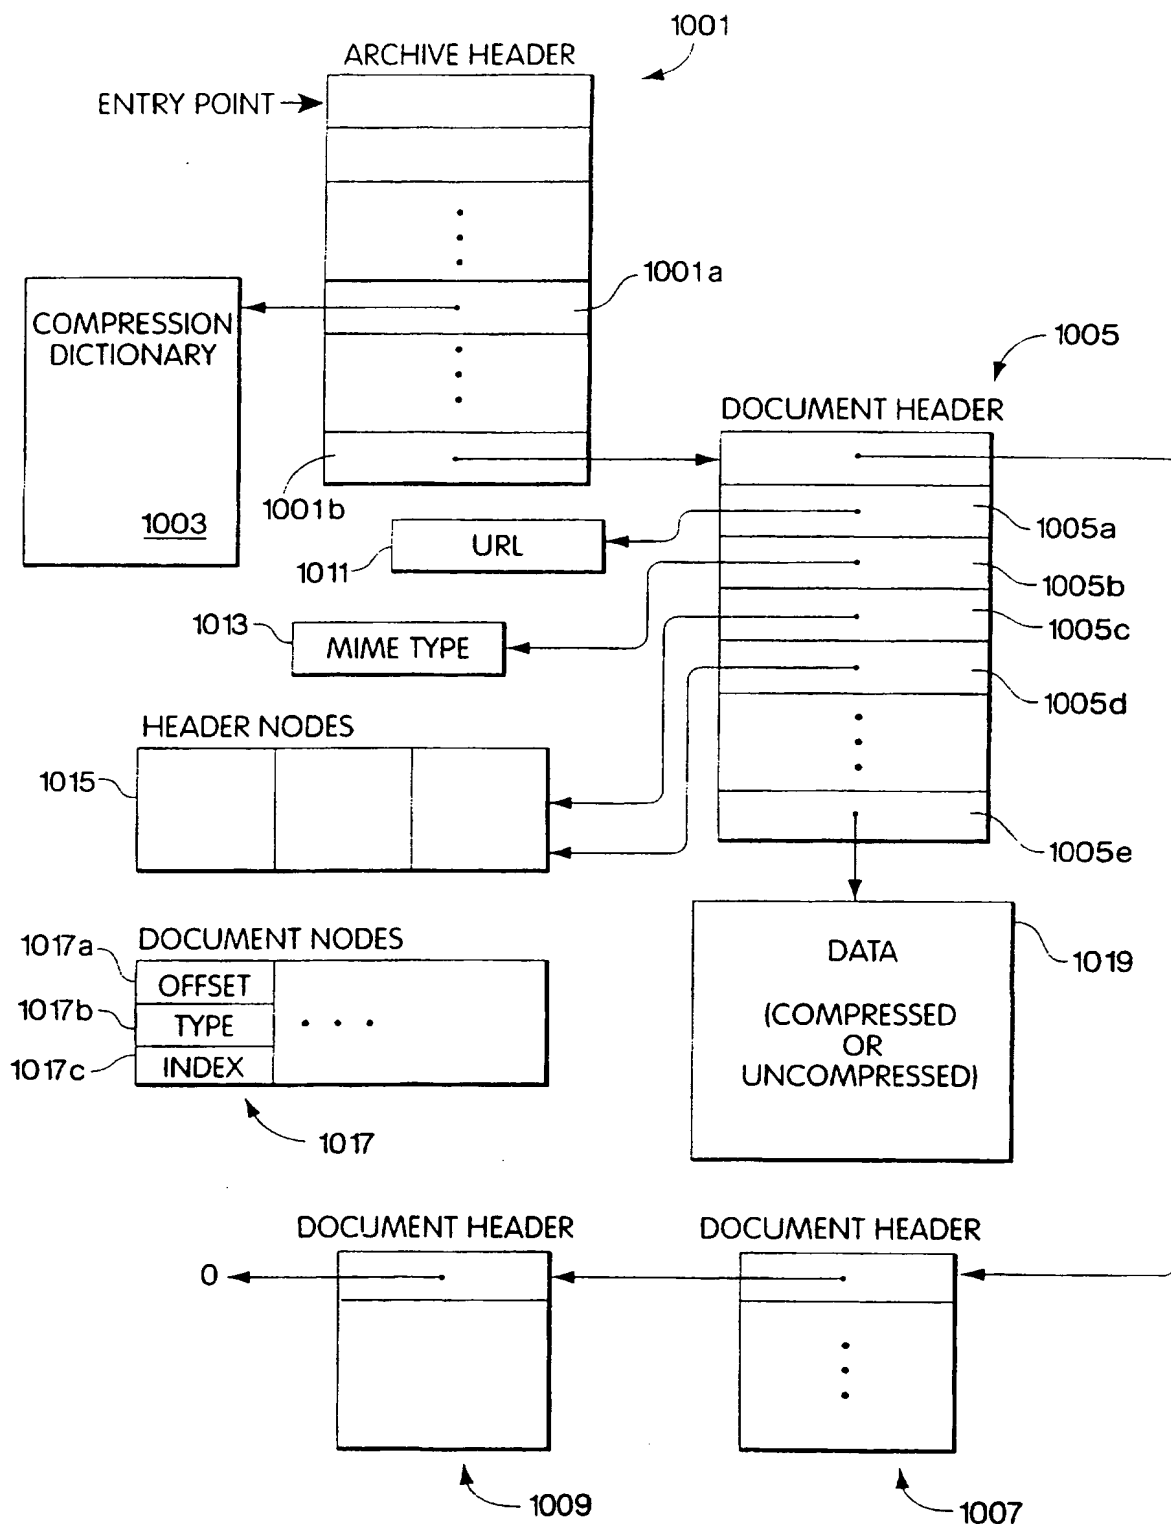 1001
ARCHIVE HEADER
ENTRY POINT
1001a
COMPRESSION
DICTIONARY
1003
1005
DOCUMENT HEADER
1001b
1005a
URL
1011
1005b
1005c
1013
MIME TYPE
1005d
HEADER NODES
1015
1005e
DOCUMENT NODES
1017a
OFFSET
1017b
TYPE
1017c
INDEX
1017
DATA
(COMPRESSED
OR
UNCOMPRESSED)
1019
DOCUMENT HEADER
DOCUMENT HEADER
0
1009
1007